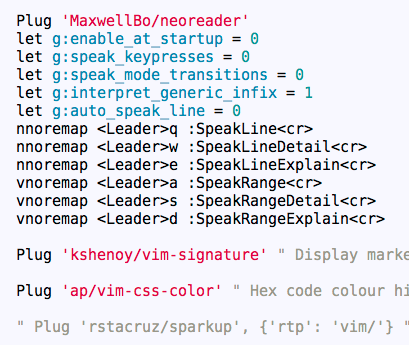 Plug 'MaxwellBo/neoreader'
let g:enable_at_startup = 0
let g:speak_keypresses = 0
let g:speak_mode_transitions = 0
let g:interpret_generic_infix = 1
let g:auto_speak_line = 0
nnoremap <Leader>q :SpeakLine<cr>
nnoremap <Leader>w :SpeakLineDetail<cr>
nnoremap <Leader>e :SpeakLineExplain<cr>
vnoremap <Leader>a :SpeakRange<cr>
vnoremap <Leader>s :SpeakRangeDetail<cr>
vnoremap <Leader>d :SpeakRangeExplain<cr>
Plug 'kshenoy/vim-signature' " Display marke
Plug 'ap/vim-css-color' " Hex code colour hi
" Plug 'rstacruz/sparkup', {'rtp': 'vim/'} "